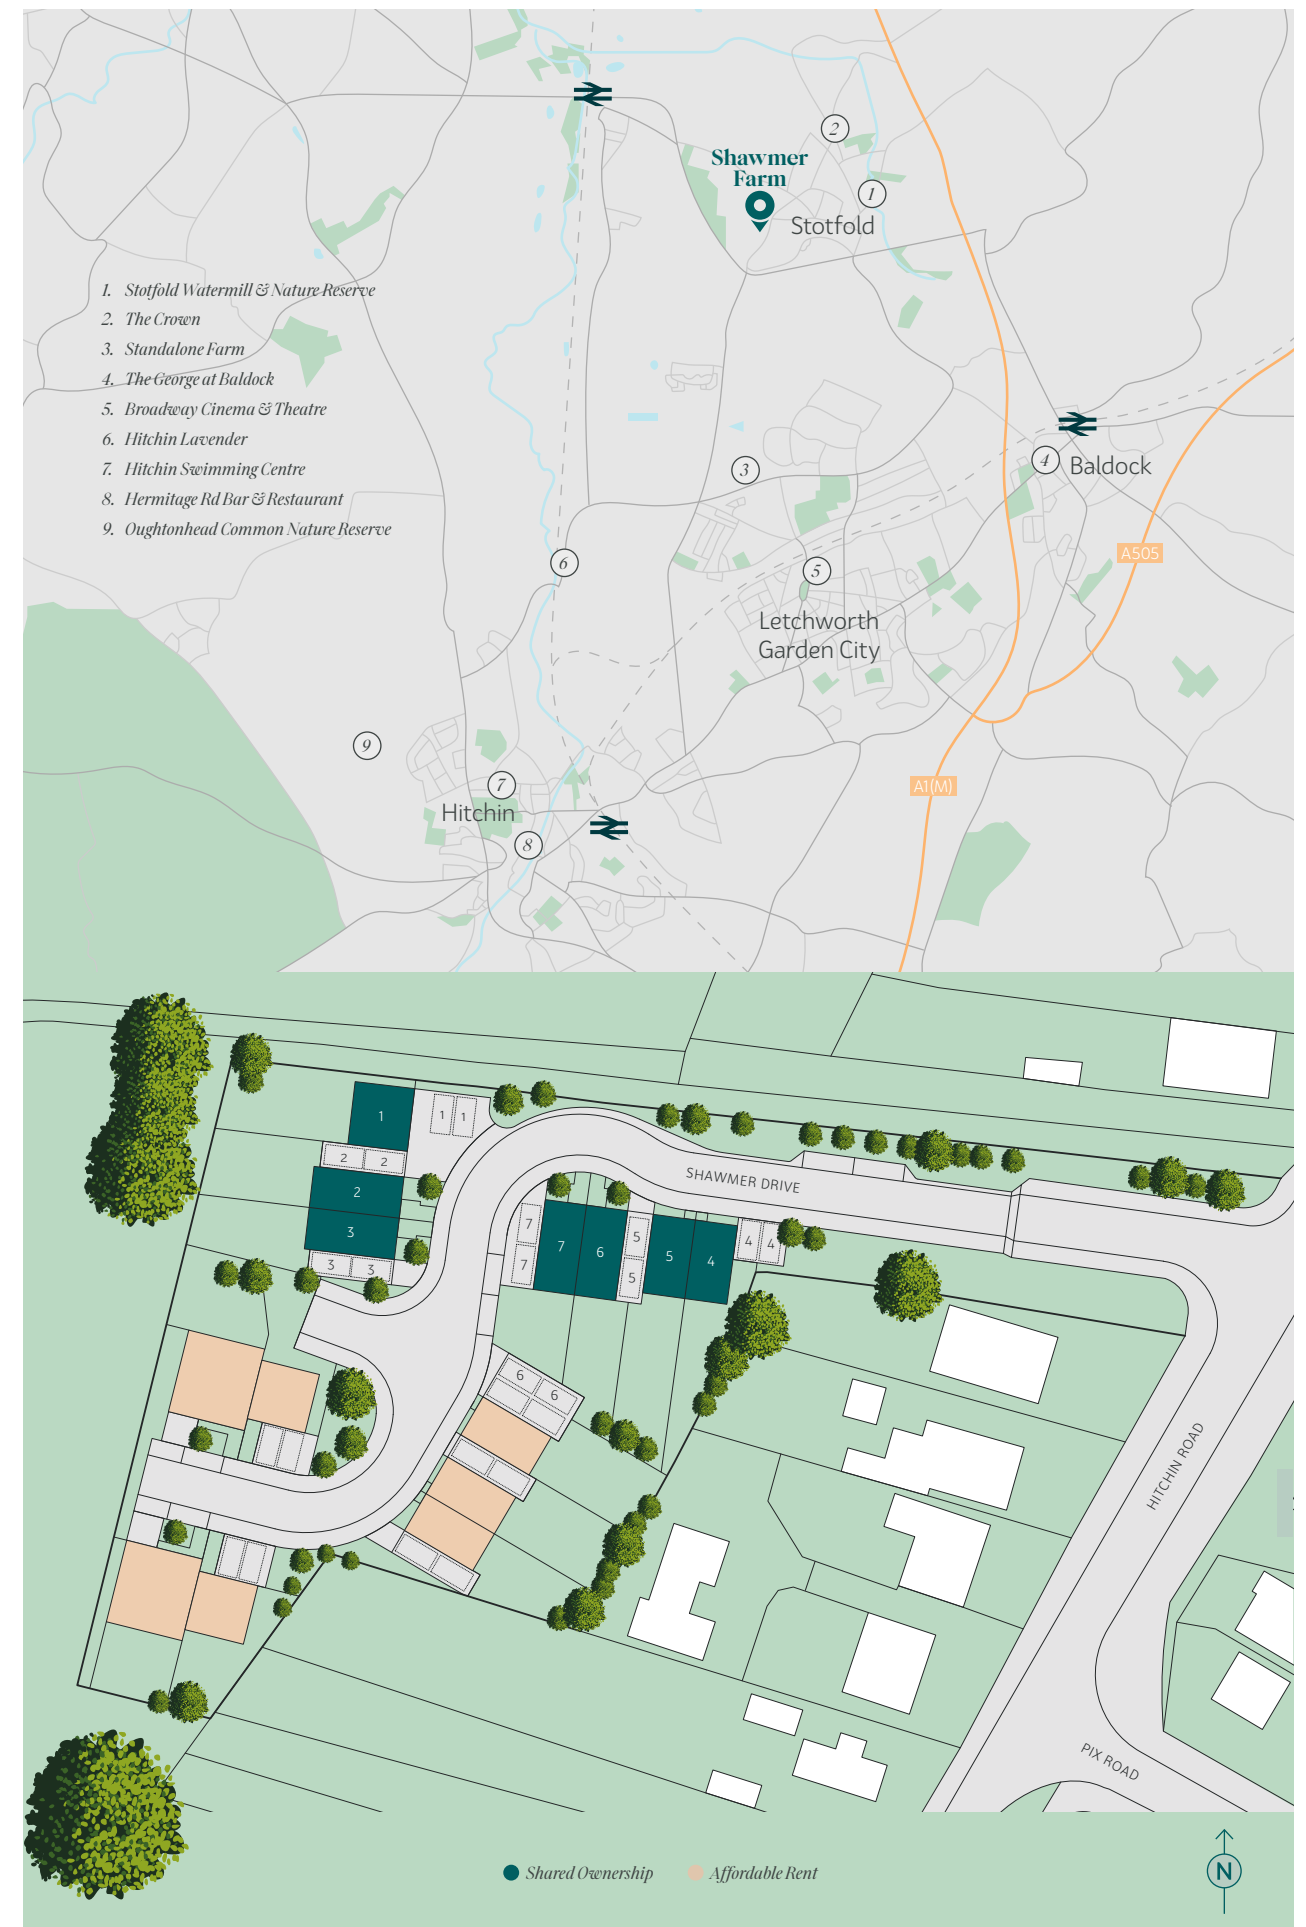 2
Shawmer
Farm
1
Stotfold
1. Stotfold Watermill & Nature Reserve
2. The Crown
3. Standalone Farm
4. The George at Baldock
5. Broadway Cinema & Theatre
6. Hitchin Lavender
7. Hitchin Swimming Centre
8. Hermitage Rd Bar & Restaurant
9. Oughtonhead Common Nature Reserve
3
4
Baldock
A505
6
5
Letchworth
Garden City
9
7
Hitchin
A1(M)
8
1
1 1
2 2
2
3
3 3
SHAWMER DRIVE
7
7
7
6
5
5
5
4
4 4
6 6
HITCHIN ROAD
PIX ROAD
Shared Ownership
Affordable Rent
N